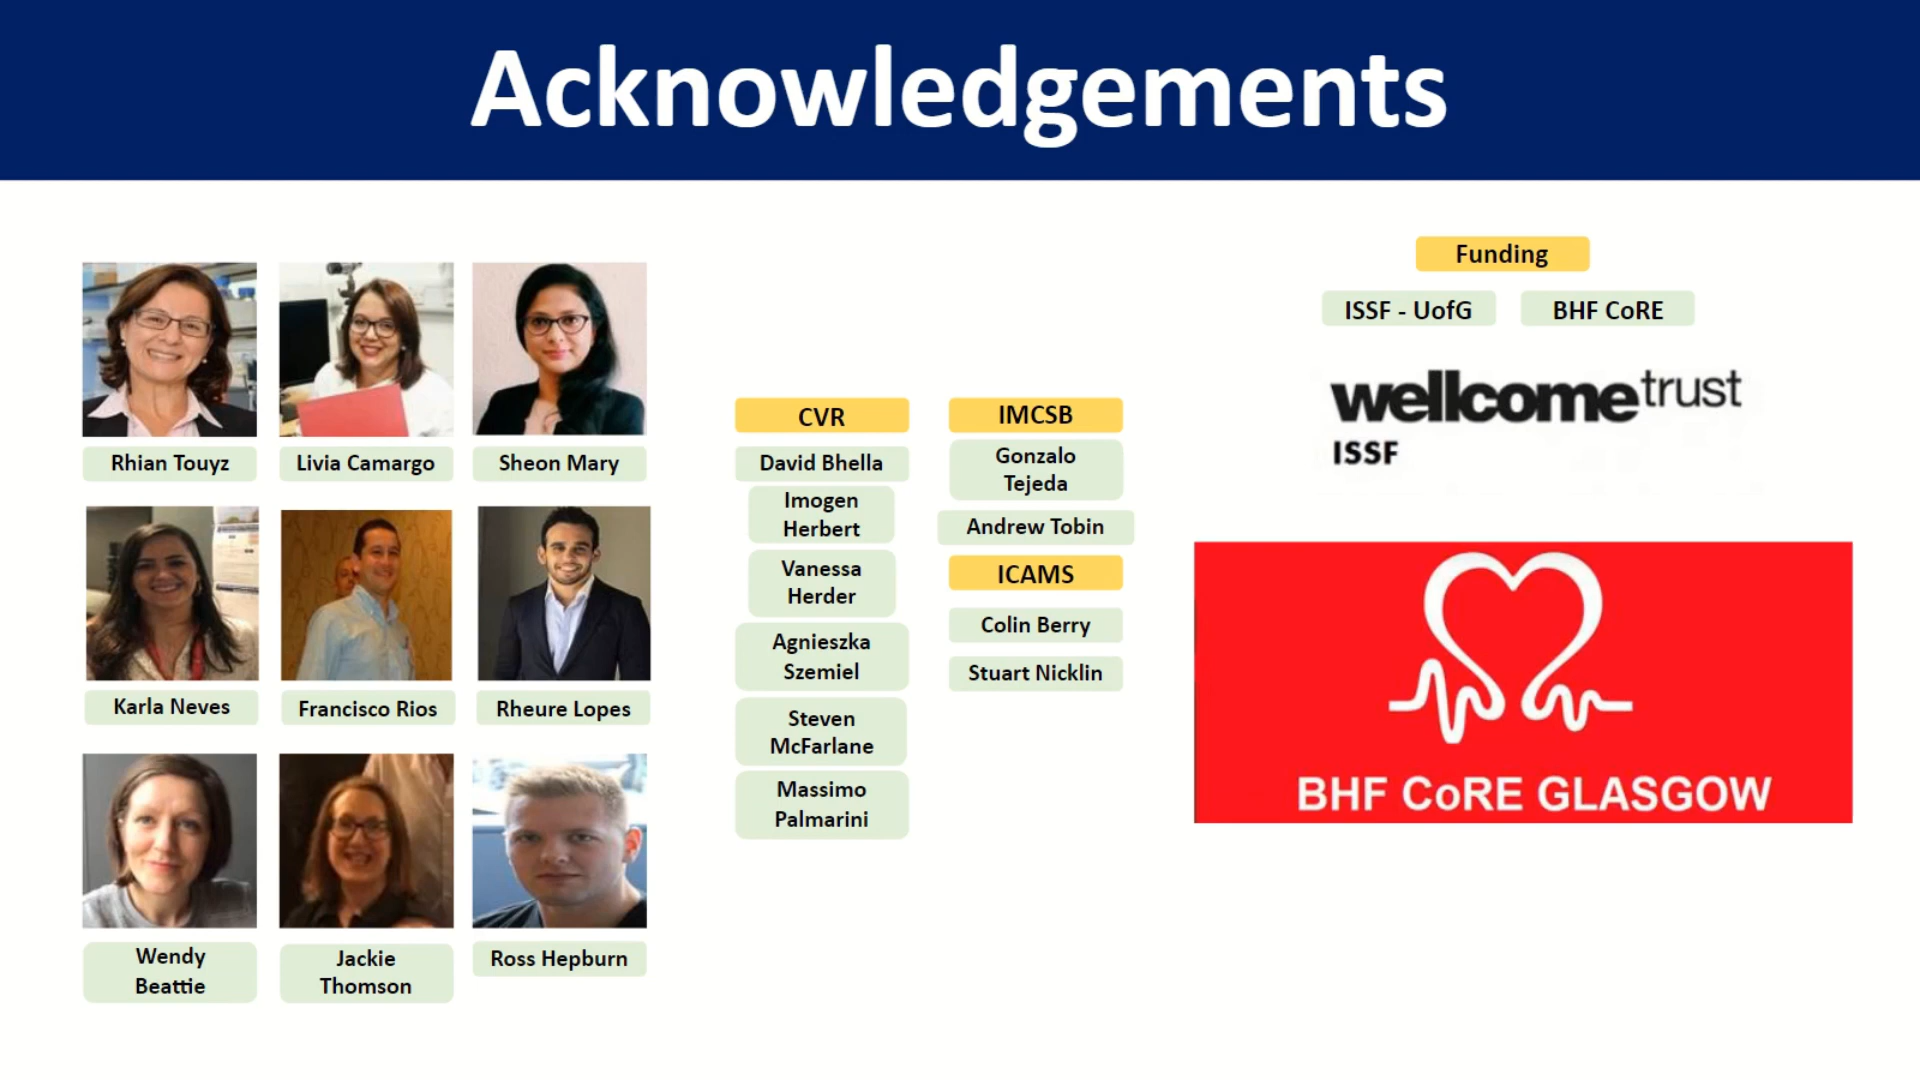 Acknowledgements
Rhian Touyz
Livia Camargo
Sheon Mary
Karla Neves
Francisco Rios
Rheure Lopes
Wendy
Beattie
Jackie
Thomson
Ross Hepburn
CVR
David Bhella
Imogen
Herbert
Vanessa
Herder
Agnieszka
Szemiel
Steven
McFarlane
Massimo
Palmarini
IMCSB
Gonzalo
Tejeda
Andrew Tobin
ICAMS
Colin Berry
Stuart Nicklin
Funding
ISSF - UofG
BHF CoRE
wellcometrust
ISSF
BHF CoRE GLASGOW